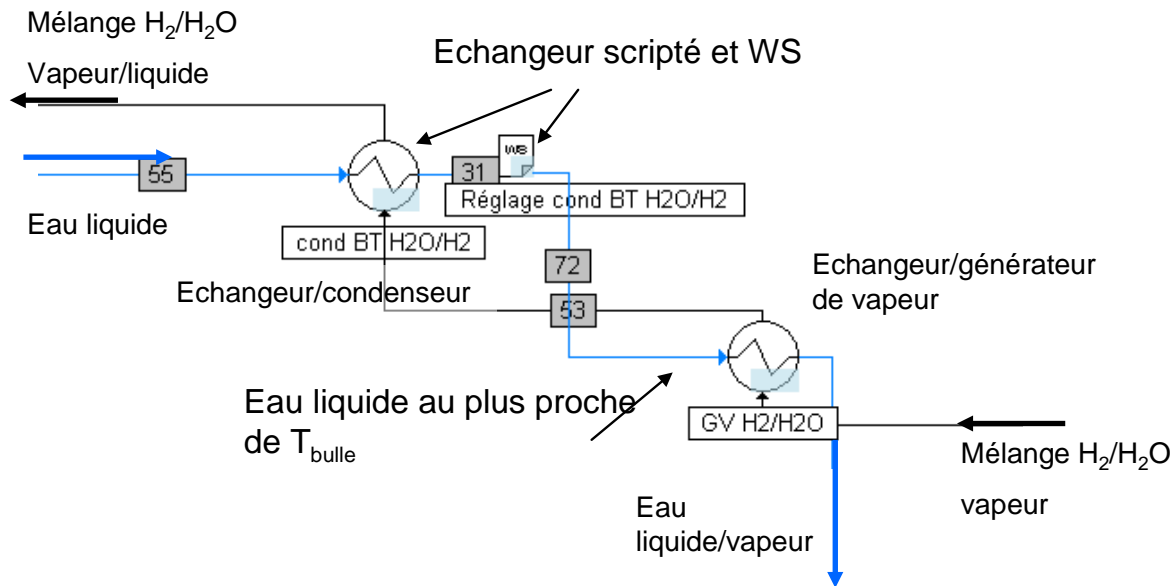 Mélange H₂/H₂O
Vapeur/liquide
Echangeur scripté et WS
55
31
WS
Réglage cond BT H2O/H2
Eau liquide
cond BT H2O/H2
Echangeur/condenseur
72
53
Echangeur/générateur
de vapeur
Eau liquide au plus proche
de T_bulle
GV H2/H2O
Mélange H₂/H₂O
vapeur
Eau
liquide/vapeur